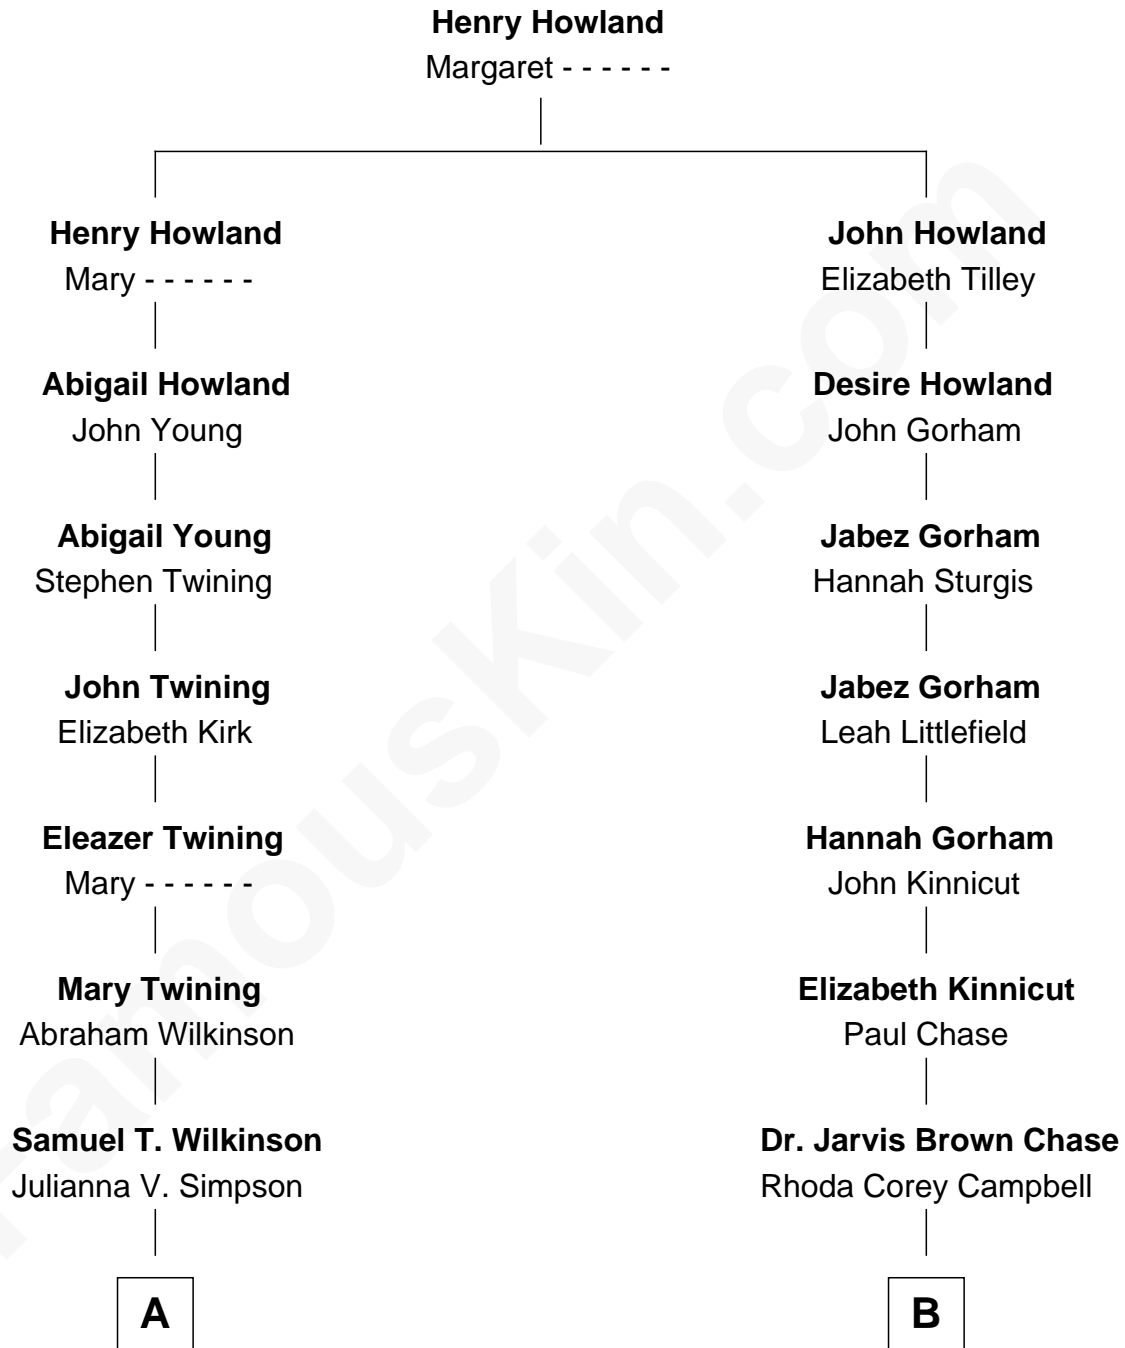 Henry Howland
Margaret - - - - - -
Henry Howland
Mary - - - - - -
Abigail Howland
John Young
Abigail Young
Stephen Twining
John Twining
Elizabeth Kirk
Eleazer Twining
Mary - - - - - -
Mary Twining
Abraham Wilkinson
Samuel T. Wilkinson
Julianna V. Simpson
A
John Howland
Elizabeth Tilley
Desire Howland
John Gorham
Jabez Gorham
Hannah Sturgis
Jabez Gorham
Leah Littlefield
Hannah Gorham
John Kinnicut
Elizabeth Kinnicut
Paul Chase
Dr. Jarvis Brown Chase
Rhoda Corey Campbell
B
FamousKin.com